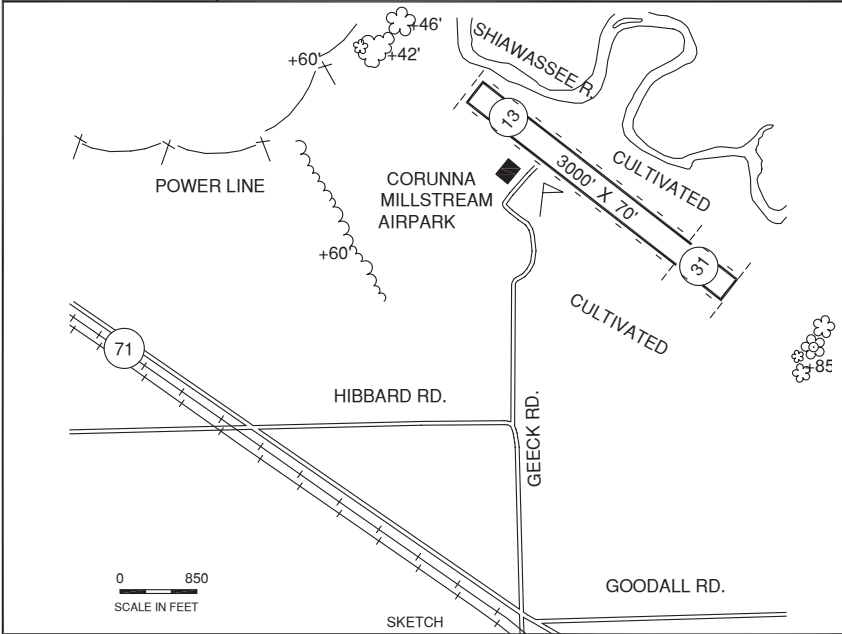 +46'
+60'
+42'
SHIAWASSEE R.
13
CULTIVATED
3000' X 70'
POWER LINE
CORUNNA
MILLSTREAM
AIRPARK
+60'
31
CULTIVATED
71
+85
HIBBARD RD.
GEECK RD.
0 850
SCALE IN FEET
GOODALL RD.
SKETCH